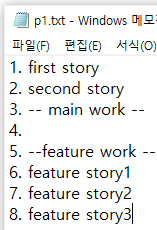 p1.txt - Windows 메모
파일(F) 편집(E) 서식(O)
1. first story
2. second story
3. -- main work --
4.
5. --feature work --
6. feature story1
7. feature story2
8. feature story3